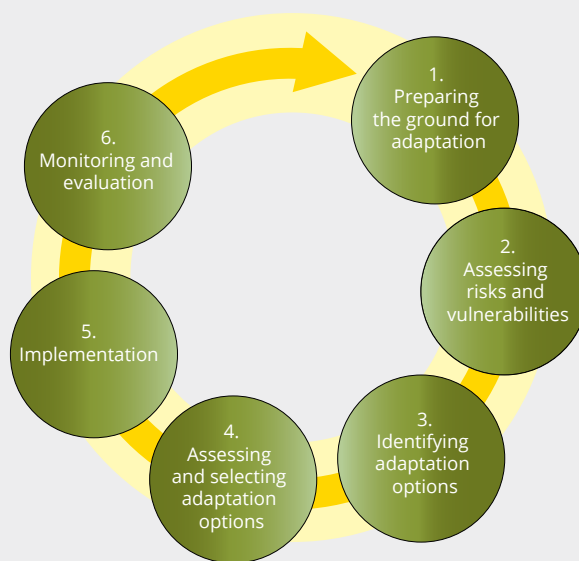 1.
Preparing
the ground for
adaptation
2.
Assessing
risks and
vulnerabilities
3.
Identifying
adaptation
options
4.
Assessing
and selecting
adaptation
options
5.
Implementation
6.
Monitoring and
evaluation